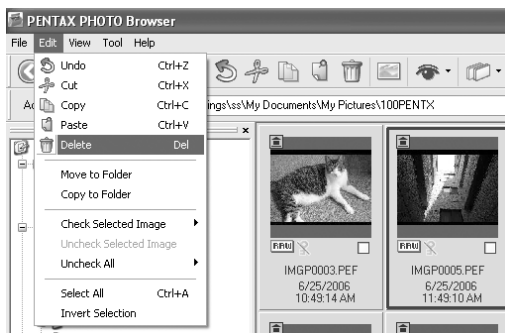 PENTAX PHOTO Browser
File Edit View Tool Help
Undo Ctrl+Z
Cut Ctrl+X
Copy Ctrl+C
Paste Ctrl+V
Delete Del
Move to Folder
Copy to Folder
Check Selected Image
Uncheck Selected Image
Uncheck All
Select All Ctrl+A
Invert Selection
Ad
ings\ss\My Documents\My Pictures\100PENTX
RAW
IMGP0003.PEF
6/25/2006
10:49:14 AM
RAW
IMGP0005.PEF
6/25/2006
11:49:10 AM